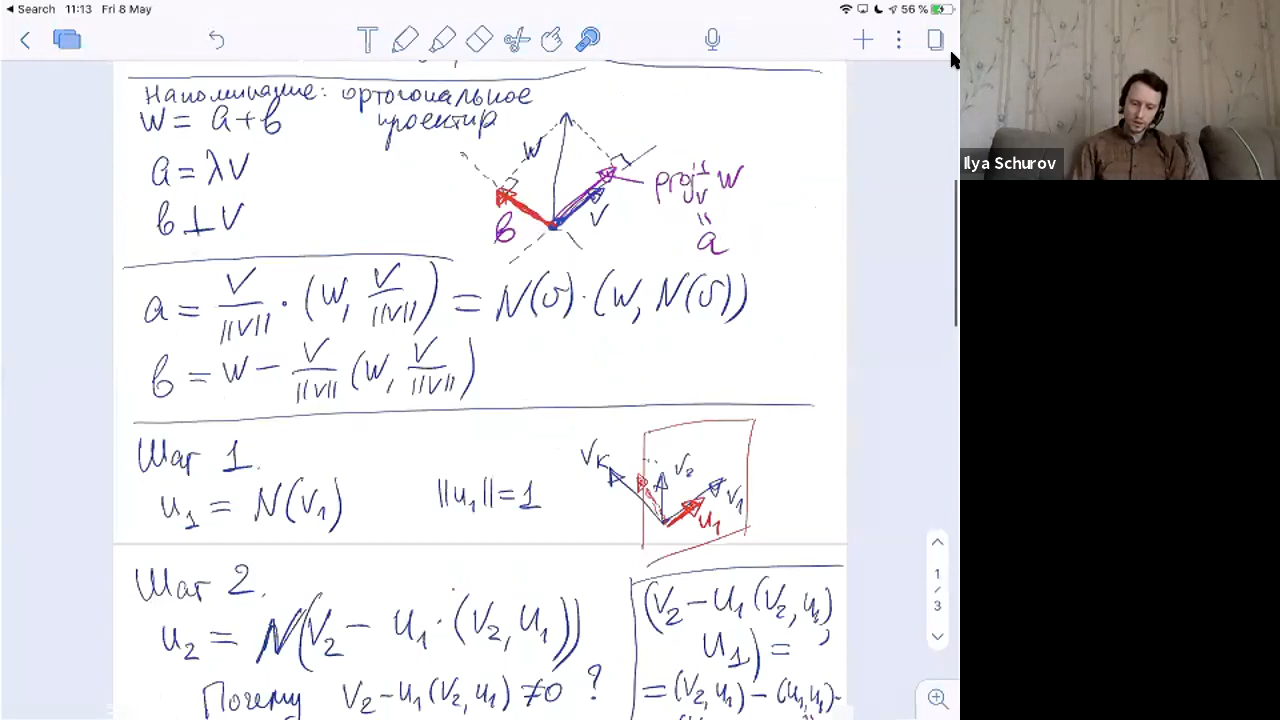 Search 11:13 Fri 8 May 56 %
Ilya Schurov
Напоминание: ортогональное
проектир
W = a + b
a = λV
b ⊥ V
W
proj⊥_V W
"
a
b
V
a = V/||V|| · (W, V/||V||) = N(v) · (W, N(v))
b = W − V/||V|| (W, V/||V||)
Шаг 1.
u₁ = N(V₁) ||u₁|| = 1
Vₖ V₂ V₁ u₁
Шаг 2.
u₂ = N(V₂ − u₁ · (V₂, u₁))
Почему V₂ − u₁(V₂, u₁) ≠ 0 ?
(V₂ − u₁(V₂, u₁),
u₁) =
= (V₂, u₁) − (u₁, u₁)·
1
/
3